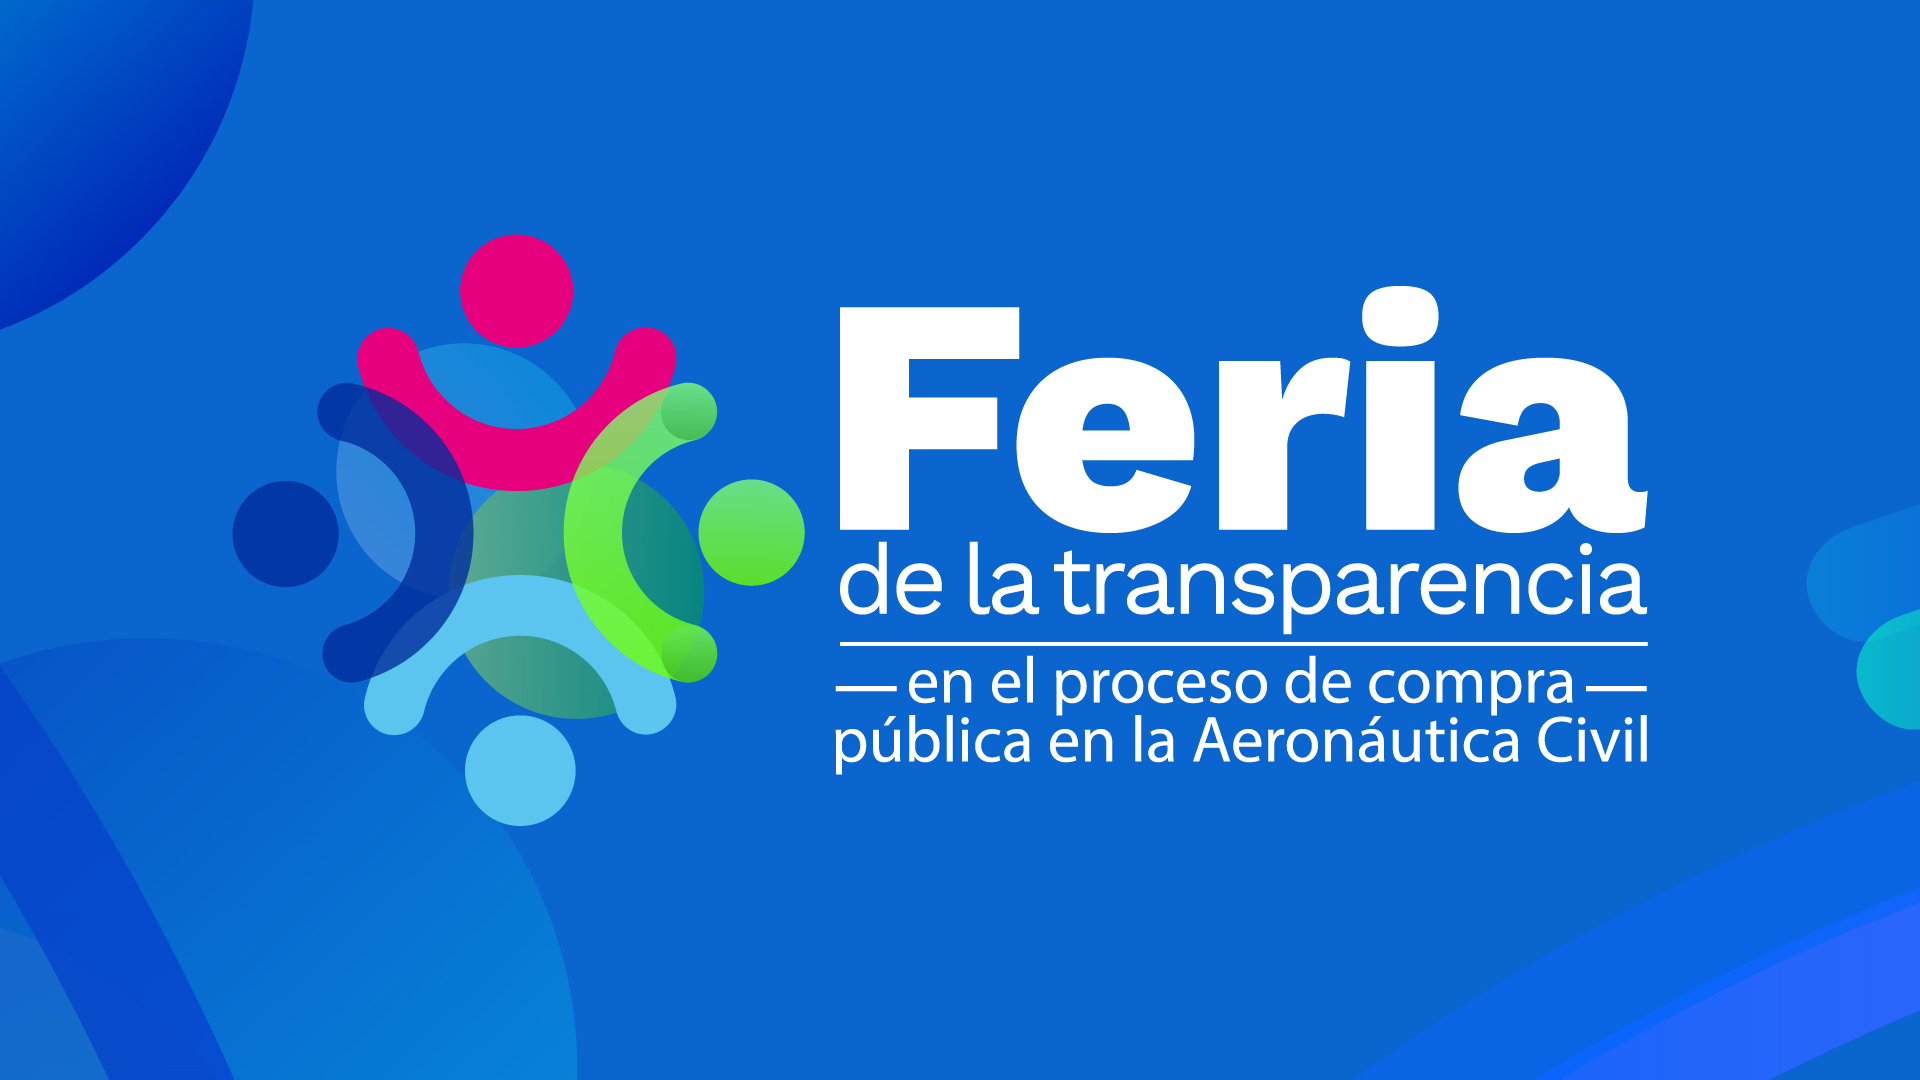 Feria
de la transparencia
en el proceso de compra
pública en la Aeronáutica Civil